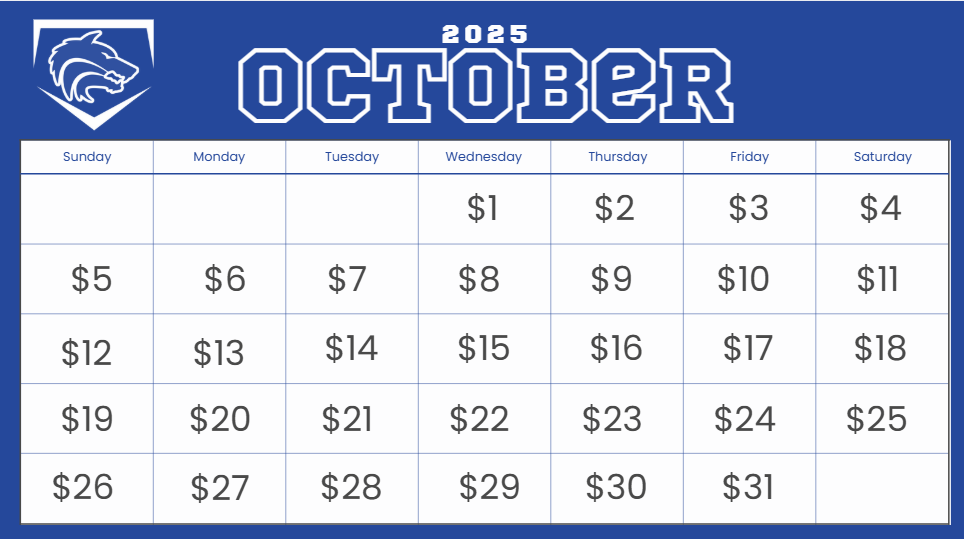 2025
OCTOBER
Sunday Monday Tuesday Wednesday Thursday Friday Saturday
$1 $2 $3 $4
$5 $6 $7 $8 $9 $10 $11
$12 $13 $14 $15 $16 $17 $18
$19 $20 $21 $22 $23 $24 $25
$26 $27 $28 $29 $30 $31